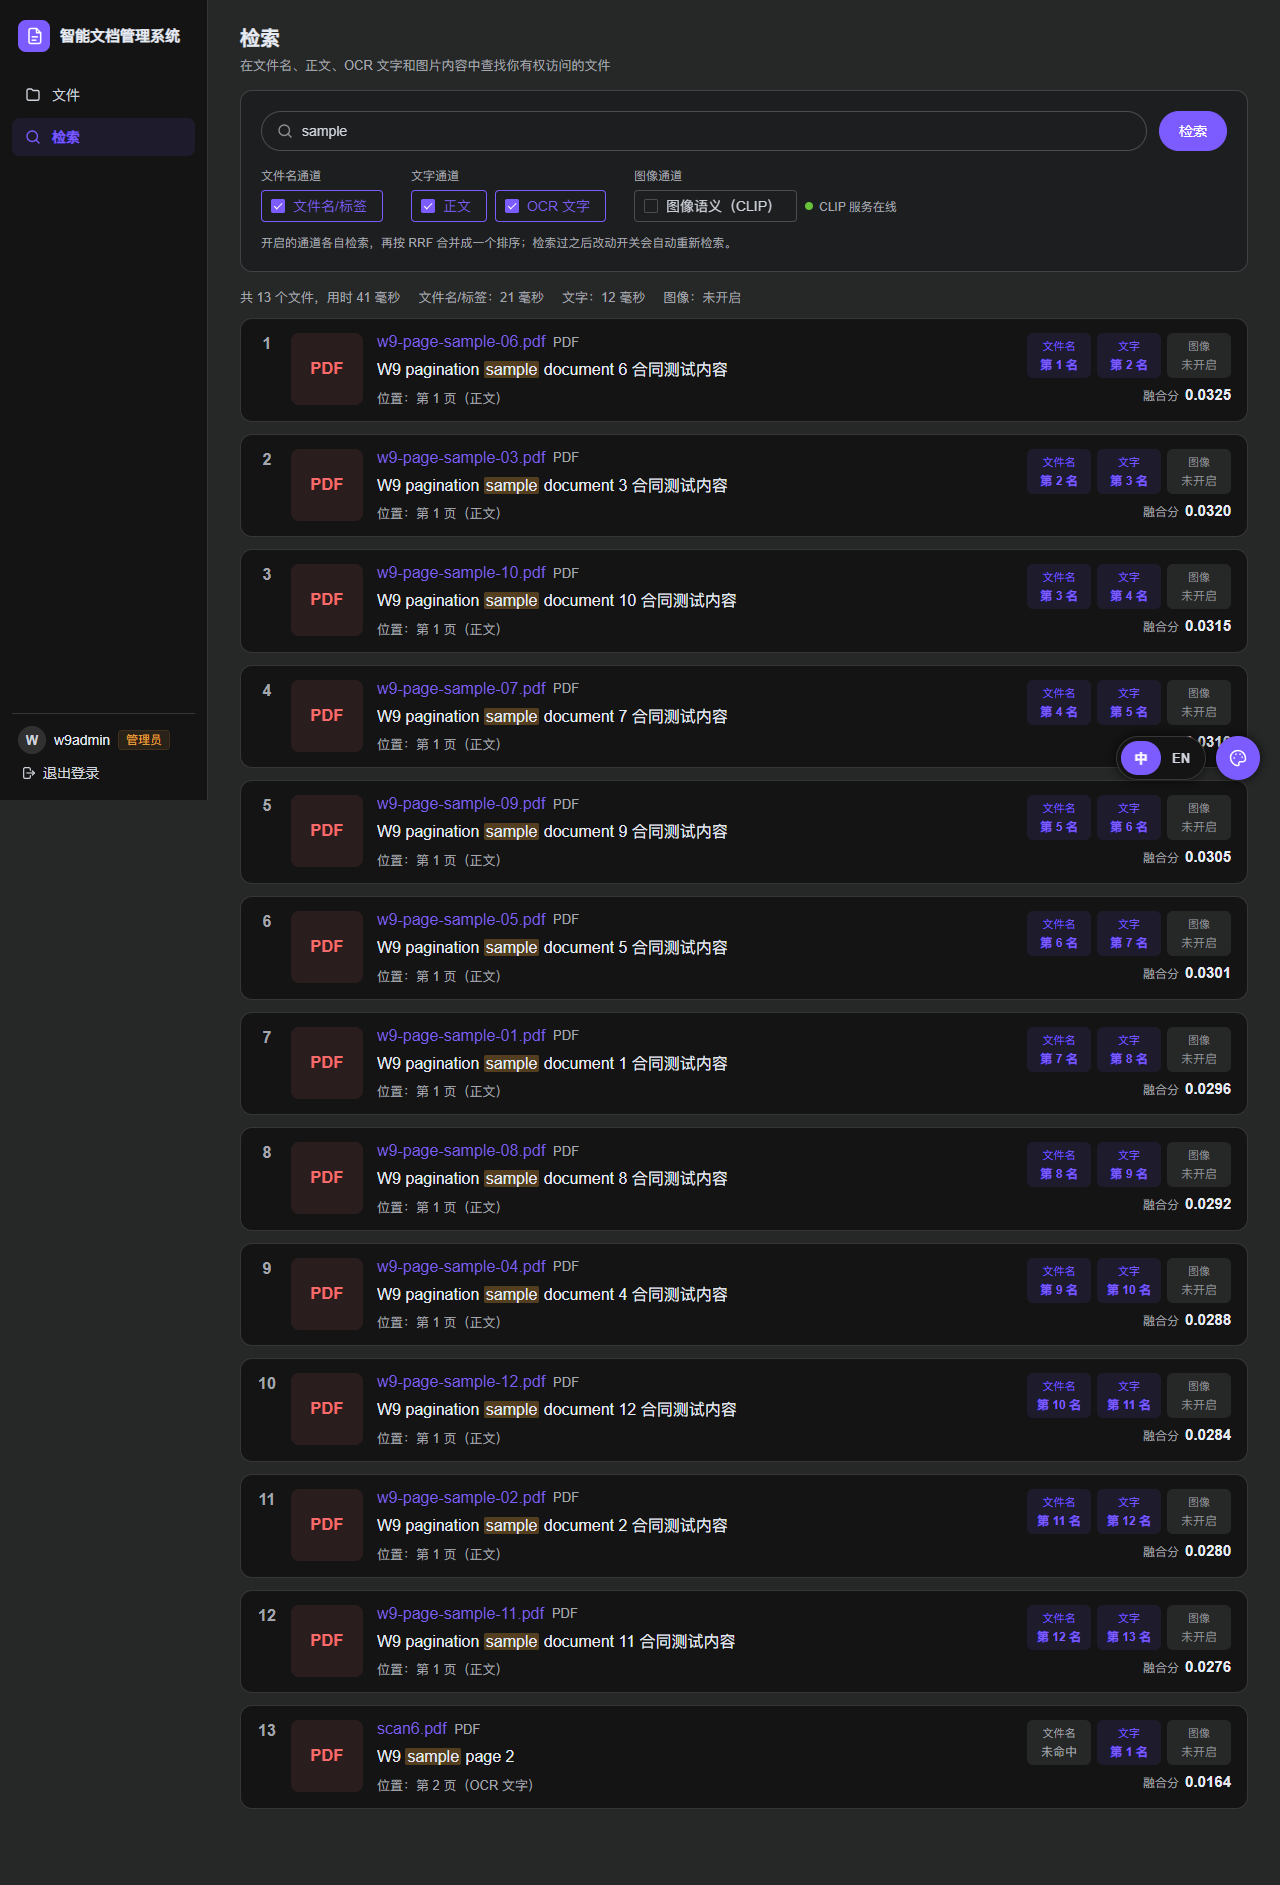 智能文档管理系统
文件
检索
检索
在文件名、正文、OCR 文字和图片内容中查找你有权访问的文件
sample
检索
文件名通道 文字通道 图像通道
文件名/标签 正文 OCR 文字 图像语义（CLIP） CLIP 服务在线
开启的通道各自检索，再按 RRF 合并成一个排序；检索过之后改动开关会自动重新检索。
共 13 个文件，用时 41 毫秒 文件名/标签：21 毫秒 文字：12 毫秒 图像：未开启
1 PDF
w9-page-sample-06.pdf PDF
W9 pagination sample document 6 合同测试内容
位置：第 1 页（正文）
文件名 文字 图像
第 1 名 第 2 名 未开启
融合分 0.0325
2 PDF
w9-page-sample-03.pdf PDF
W9 pagination sample document 3 合同测试内容
位置：第 1 页（正文）
文件名 文字 图像
第 2 名 第 3 名 未开启
融合分 0.0320
3 PDF
w9-page-sample-10.pdf PDF
W9 pagination sample document 10 合同测试内容
位置：第 1 页（正文）
文件名 文字 图像
第 3 名 第 4 名 未开启
融合分 0.0315
4 PDF
w9-page-sample-07.pdf PDF
W9 pagination sample document 7 合同测试内容
位置：第 1 页（正文）
文件名 文字 图像
第 4 名 第 5 名 未开启
W w9admin 管理员
退出登录
中 EN
5 PDF
w9-page-sample-09.pdf PDF
W9 pagination sample document 9 合同测试内容
位置：第 1 页（正文）
文件名 文字 图像
第 5 名 第 6 名 未开启
融合分 0.0305
6 PDF
w9-page-sample-05.pdf PDF
W9 pagination sample document 5 合同测试内容
位置：第 1 页（正文）
文件名 文字 图像
第 6 名 第 7 名 未开启
融合分 0.0301
7 PDF
w9-page-sample-01.pdf PDF
W9 pagination sample document 1 合同测试内容
位置：第 1 页（正文）
文件名 文字 图像
第 7 名 第 8 名 未开启
融合分 0.0296
8 PDF
w9-page-sample-08.pdf PDF
W9 pagination sample document 8 合同测试内容
位置：第 1 页（正文）
文件名 文字 图像
第 8 名 第 9 名 未开启
融合分 0.0292
9 PDF
w9-page-sample-04.pdf PDF
W9 pagination sample document 4 合同测试内容
位置：第 1 页（正文）
文件名 文字 图像
第 9 名 第 10 名 未开启
融合分 0.0288
10 PDF
w9-page-sample-12.pdf PDF
W9 pagination sample document 12 合同测试内容
位置：第 1 页（正文）
文件名 文字 图像
第 10 名 第 11 名 未开启
融合分 0.0284
11 PDF
w9-page-sample-02.pdf PDF
W9 pagination sample document 2 合同测试内容
位置：第 1 页（正文）
文件名 文字 图像
第 11 名 第 12 名 未开启
融合分 0.0280
12 PDF
w9-page-sample-11.pdf PDF
W9 pagination sample document 11 合同测试内容
位置：第 1 页（正文）
文件名 文字 图像
第 12 名 第 13 名 未开启
融合分 0.0276
13 PDF
scan6.pdf PDF
W9 sample page 2
位置：第 2 页（OCR 文字）
文件名 文字 图像
未命中 第 1 名 未开启
融合分 0.0164